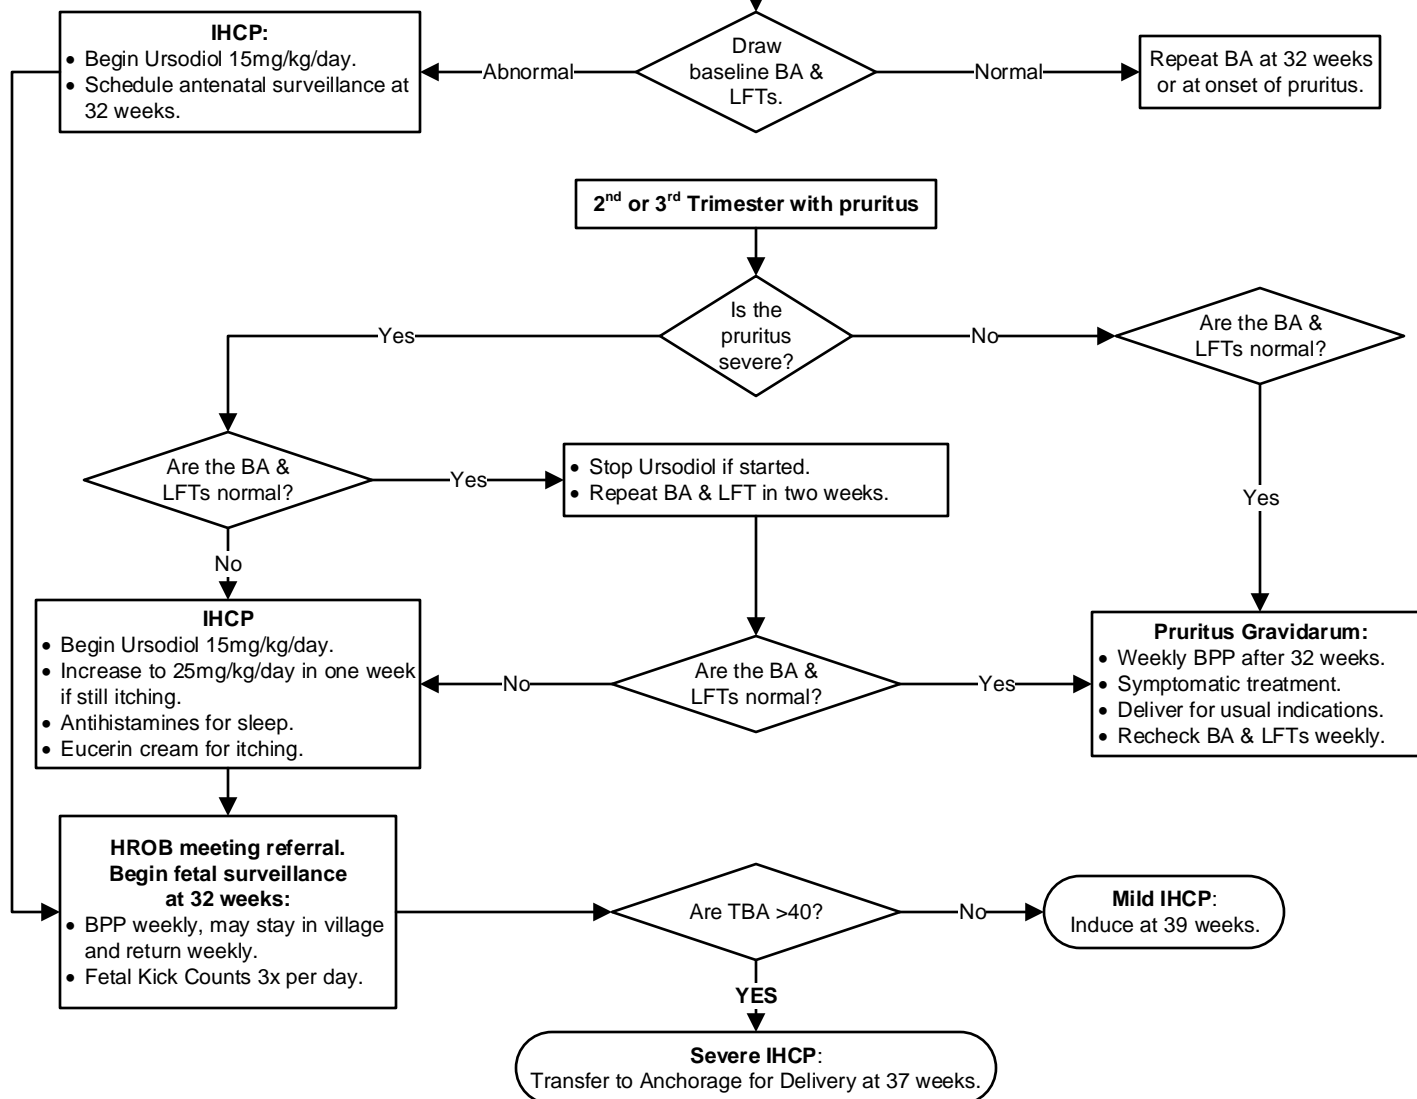 IHCP:
• Begin Ursodiol 15mg/kg/day.
• Schedule antenatal surveillance at
32 weeks.
Abnormal
Draw
baseline BA &
LFTs.
Normal
Repeat BA at 32 weeks
or at onset of pruritus.
2nd or 3rd Trimester with pruritus
Is the
pruritus
severe?
Yes
No
Are the BA &
LFTs normal?
Are the BA &
LFTs normal?
Yes
• Stop Ursodiol if started.
• Repeat BA & LFT in two weeks.
Yes
No
IHCP
• Begin Ursodiol 15mg/kg/day.
• Increase to 25mg/kg/day in one week
if still itching.
• Antihistamines for sleep.
• Eucerin cream for itching.
No
Are the BA &
LFTs normal?
Yes
Pruritus Gravidarum:
• Weekly BPP after 32 weeks.
• Symptomatic treatment.
• Deliver for usual indications.
• Recheck BA & LFTs weekly.
HROB meeting referral.
Begin fetal surveillance
at 32 weeks:
• BPP weekly, may stay in village
and return weekly.
• Fetal Kick Counts 3x per day.
Are TBA >40?
No
Mild IHCP:
Induce at 39 weeks.
YES
Severe IHCP:
Transfer to Anchorage for Delivery at 37 weeks.